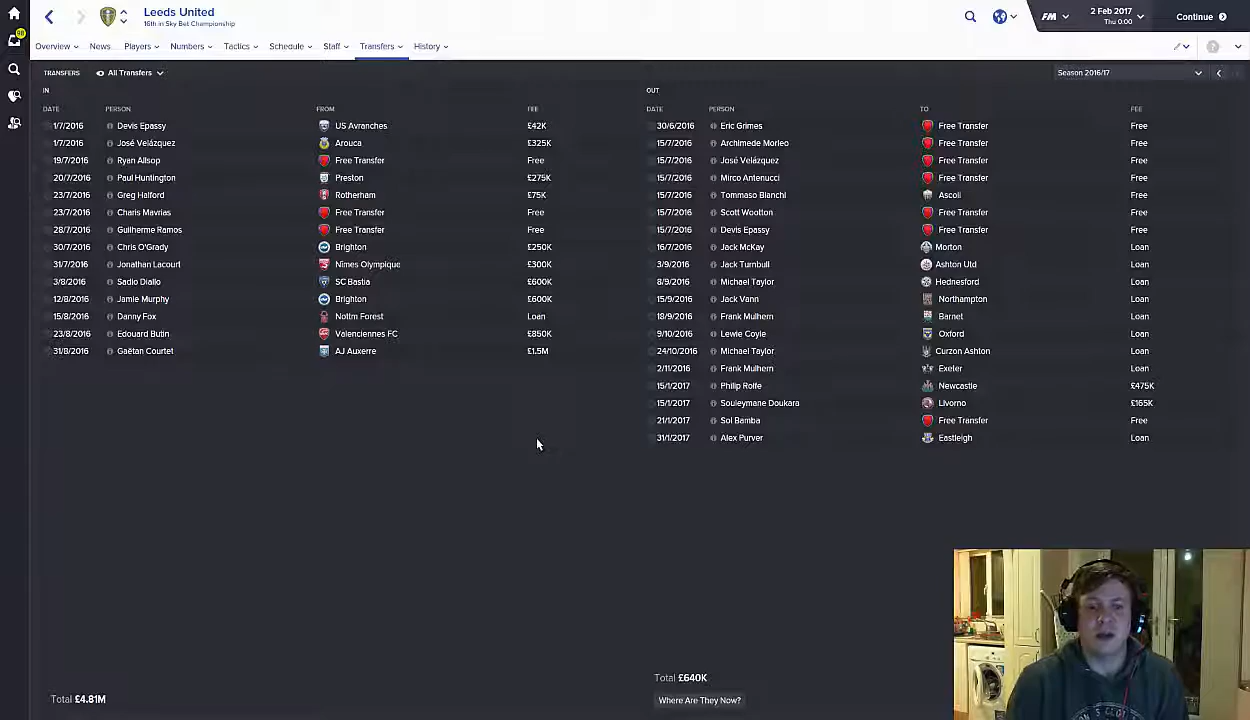 Leeds United
16th in Sky Bet Championship
FM
2 Feb 2017
Thu 0:00
Continue
Overview
News
Players
Numbers
Tactics
Schedule
Staff
Transfers
History
TRANSFERS
All Transfers
Season 2016/17
IN
DATE PERSON FROM FEE
1/7/2016 Devis Epassy US Avranches £42K
1/7/2016 José Velázquez Arouca £325K
19/7/2016 Ryan Allsop Free Transfer Free
20/7/2016 Paul Huntington Preston £275K
23/7/2016 Greg Halford Rotherham £75K
23/7/2016 Charis Mavrias Free Transfer Free
28/7/2016 Guilherme Ramos Free Transfer Free
30/7/2016 Chris O'Grady Brighton £250K
31/7/2016 Jonathan Lacourt Nîmes Olympique £300K
3/8/2016 Sadio Diallo SC Bastia £600K
12/8/2016 Jamie Murphy Brighton £600K
15/8/2016 Danny Fox Nottm Forest Loan
23/8/2016 Edouard Butin Valenciennes FC £850K
31/8/2016 Gaëtan Courtet AJ Auxerre £1.5M
Total £4.81M
OUT
DATE PERSON TO FEE
30/6/2016 Eric Grimes Free Transfer Free
15/7/2016 Archimede Morleo Free Transfer Free
15/7/2016 José Velázquez Free Transfer Free
15/7/2016 Mirco Antenucci Free Transfer Free
15/7/2016 Tommaso Bianchi Ascoli Free
15/7/2016 Scott Wootton Free Transfer Free
15/7/2016 Devis Epassy Free Transfer Free
16/7/2016 Jack McKay Morton Loan
3/9/2016 Jack Turnbull Ashton Utd Loan
8/9/2016 Michael Taylor Hednesford Loan
15/9/2016 Jack Vann Northampton Loan
18/9/2016 Frank Mulhern Barnet Loan
9/10/2016 Lewie Coyle Oxford Loan
24/10/2016 Michael Taylor Curzon Ashton Loan
2/11/2016 Frank Mulhern Exeter Loan
15/1/2017 Philip Rolfe Newcastle £475K
15/1/2017 Souleymane Doukara Livorno £165K
21/1/2017 Sol Bamba Free Transfer Free
31/1/2017 Alex Purver Eastleigh Loan
Total £640K
Where Are They Now?